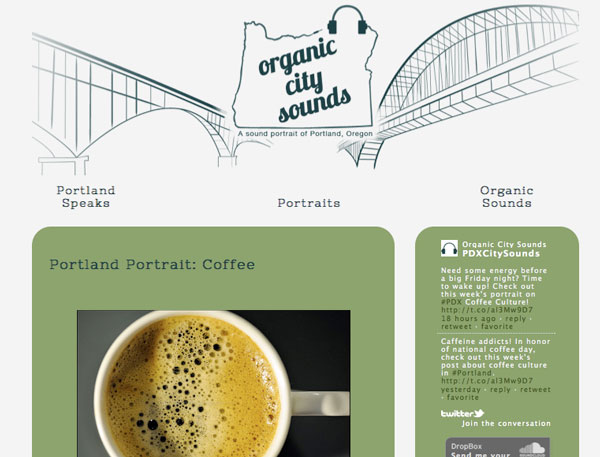 organic
city
sounds
A sound portrait of Portland, Oregon
Portland
Speaks
Portraits
Organic
Sounds
Portland Portrait: Coffee
Organic City Sounds
PDXCitySounds
Need some energy before
a big Friday night? Time
to wake up! Check out
this week's portrait on
#PDX Coffee Culture!
http://t.co/al3Mw9D7
18 hours ago · reply ·
retweet · favorite
Caffeine addicts! In honor
of national coffee day,
check out this week's
post about coffee culture
in #Portland.
http://t.co/al3Mw9D7
yesterday · reply · retweet
· favorite
twitter
Join the conversation
DropBox
Send me your
SOUNDCLOUD